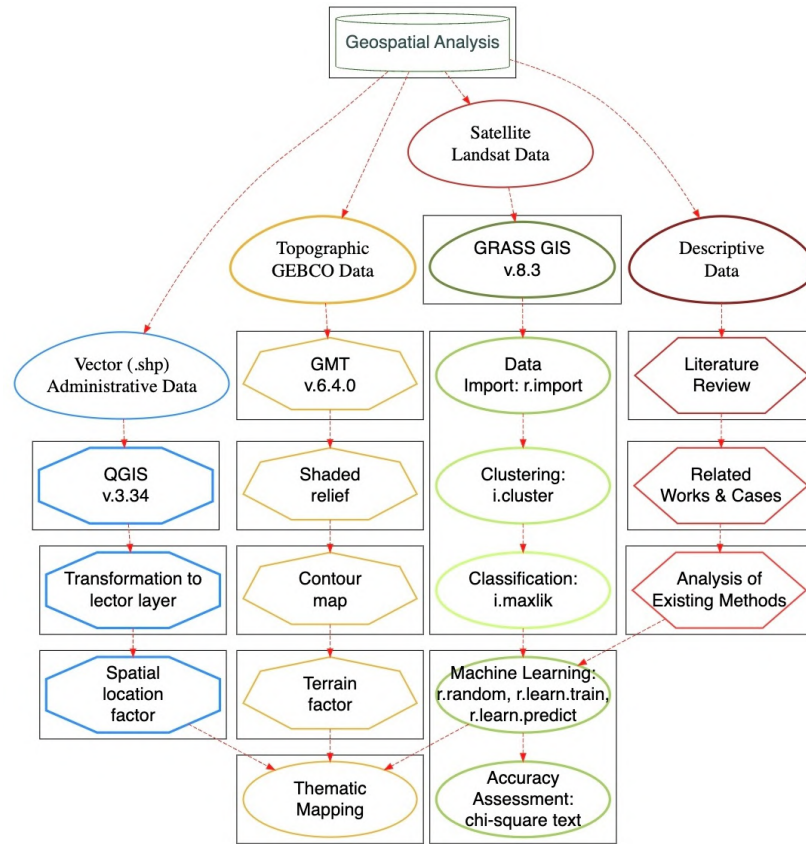 Geospatial Analysis
Satellite
Landsat Data
Topographic
GEBCO Data
GRASS GIS
v.8.3
Descriptive
Data
Vector (.shp)
Administrative Data
GMT
v.6.4.0
Data
Import: r.import
Literature
Review
QGIS
v.3.34
Shaded
relief
Clustering:
i.cluster
Related
Works & Cases
Transformation to
lector layer
Contour
map
Classification:
i.maxlik
Analysis of
Existing Methods
Spatial
location
factor
Terrain
factor
Machine Learning:
r.random, r.learn.train,
r.learn.predict
Thematic
Mapping
Accuracy
Assessment:
chi-square text